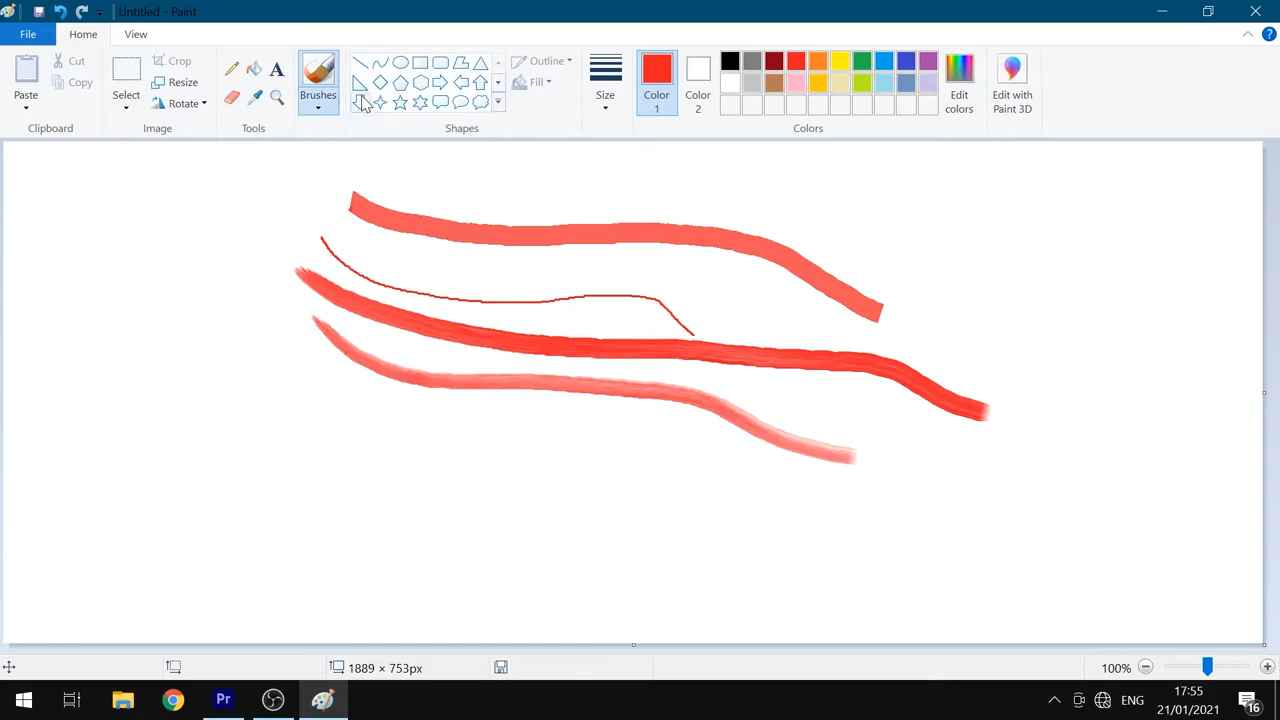 Untitled - Paint
File Home View
Cut Crop Outline
Copy Resize Fill
Paste Select Rotate Brushes Size Color 1 Color 2 Edit colors Edit with Paint 3D
Clipboard Image Tools Shapes Colors
1889 × 753px 100%
Pr ENG 17:55
21/01/2021 16